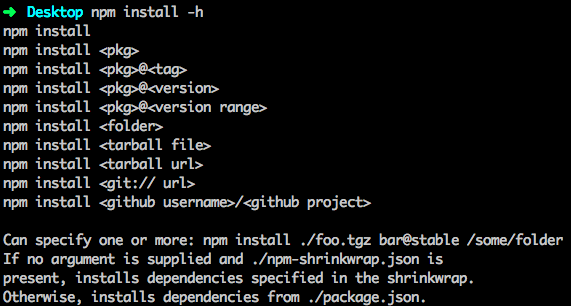 ➜ Desktop npm install -h
npm install
npm install <pkg>
npm install <pkg>@<tag>
npm install <pkg>@<version>
npm install <pkg>@<version range>
npm install <folder>
npm install <tarball file>
npm install <tarball url>
npm install <git:// url>
npm install <github username>/<github project>

Can specify one or more: npm install ./foo.tgz bar@stable /some/folder
If no argument is supplied and ./npm-shrinkwrap.json is
present, installs dependencies specified in the shrinkwrap.
Otherwise, installs dependencies from ./package.json.